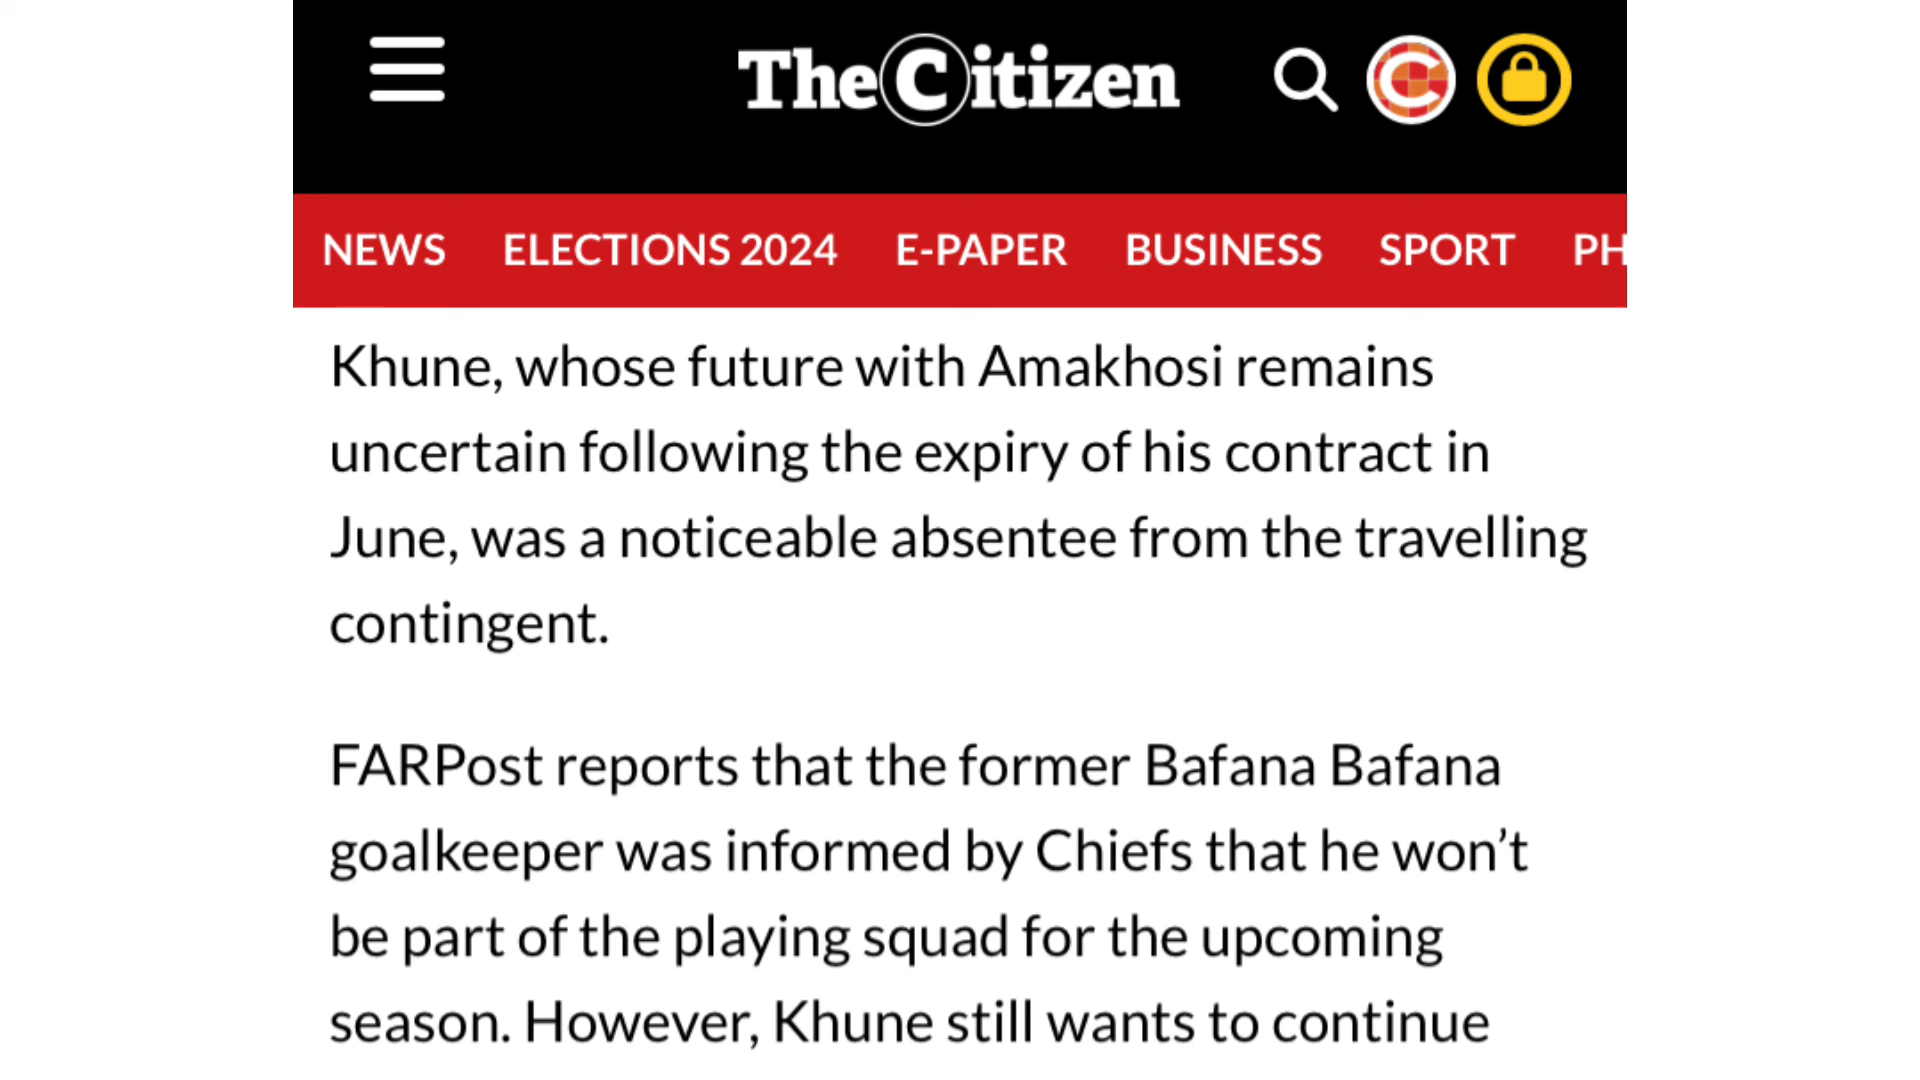 The Citizen
NEWS ELECTIONS 2024 E-PAPER BUSINESS SPORT PH
Khune, whose future with Amakhosi remains
uncertain following the expiry of his contract in
June, was a noticeable absentee from the travelling
contingent.
FARPost reports that the former Bafana Bafana
goalkeeper was informed by Chiefs that he won’t
be part of the playing squad for the upcoming
season. However, Khune still wants to continue